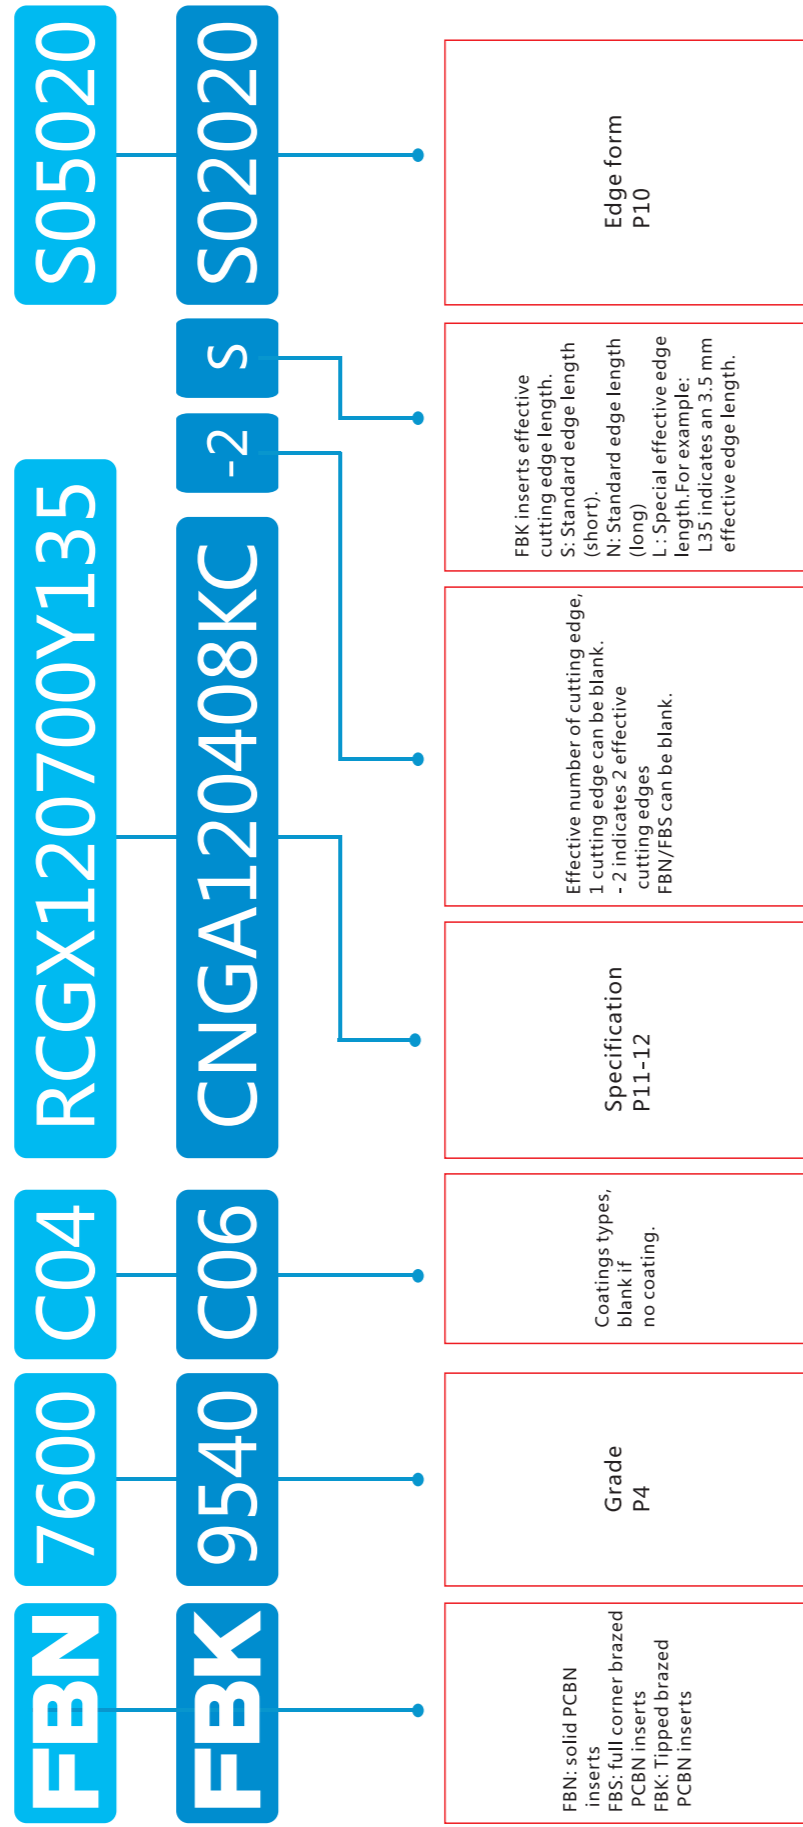 FBN 7600 C04 RCGX120700Y135 S05020
FBK 9540 C06 CNGA120408KC -2 S S02020
FBN: solid PCBN
inserts
FBS: full corner brazed
PCBN inserts
FBK: Tipped brazed
PCBN inserts
Grade
P4
Coatings types,
blank if
no coating.
Specification
P11-12
Effective number of cutting edge,
1 cutting edge can be blank.
- 2 indicates 2 effective
cutting edges
FBN/FBS can be blank.
FBK inserts effective
cutting edge length.
S: Standard edge length
(short).
N: Standard edge length
(long)
L : Special effective edge
length.For example:
L35 indicates an 3.5 mm
effective edge length.
Edge form
P10